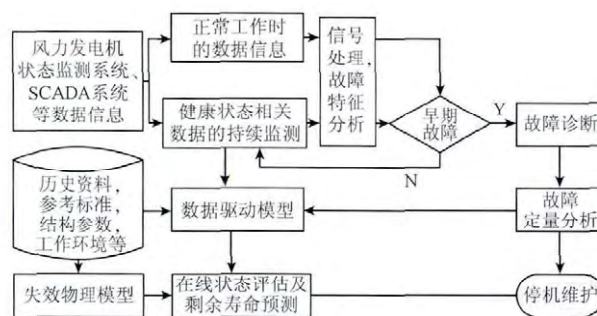 风力发电机
状态监测系统、
SCADA系统
等数据信息
正常工作时
的数据信息
信号
处理，
故障
特征
分析
健康状态相关
数据的持续监测
早期
故障
Y
N
故障诊断
历史资料，
参考标准，
结构参数，
工作环境等
数据驱动模型
故障
定量分析
失效物理模型
在线状态评估及
剩余寿命预测
停机维护